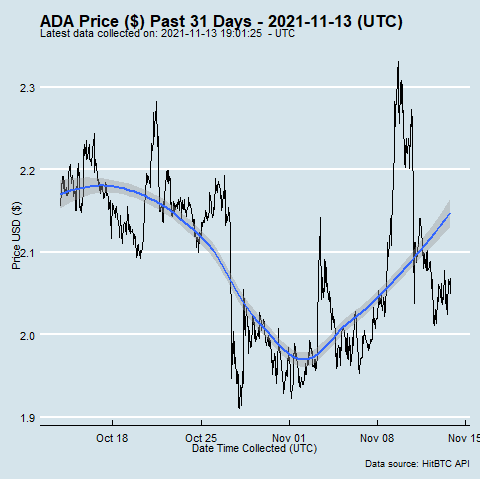 ADA Price ($) Past 31 Days - 2021-11-13 (UTC)
Latest data collected on: 2021-11-13 19:01:25 - UTC
2.3
2.2
2.1
2.0
1.9
Price USD ($)
Oct 18 Oct 25 Nov 01 Nov 08 Nov 15
Date Time Collected (UTC)
Data source: HitBTC API